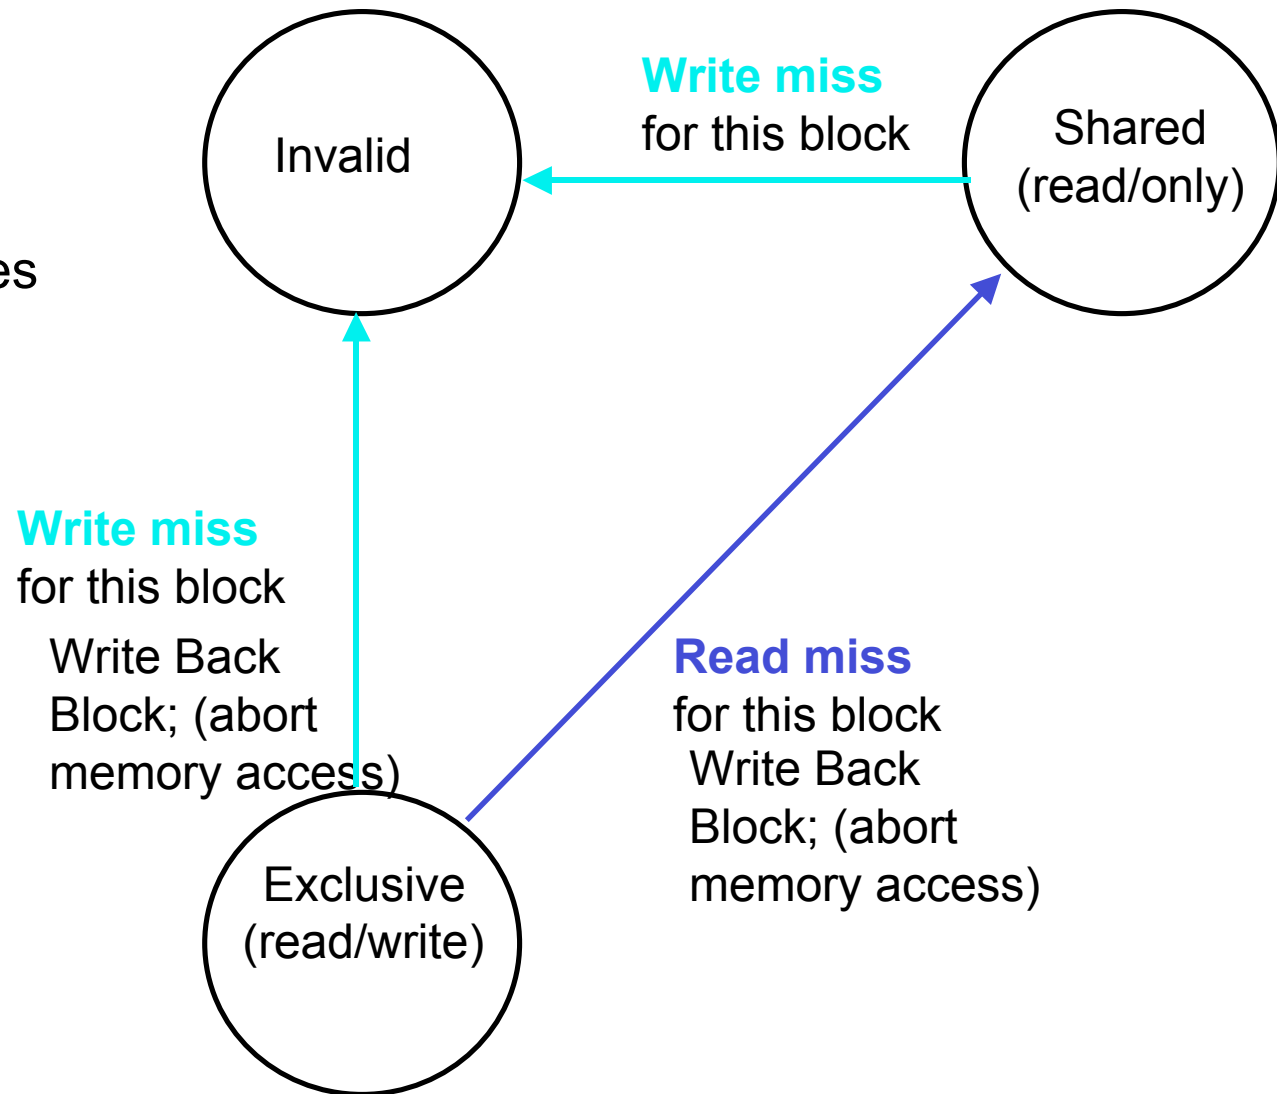 Write miss
for this block
Invalid
Shared
(read/only)
es
Write miss
for this block
Write Back
Block; (abort
memory access)
Read miss
for this block
Write Back
Block; (abort
memory access)
Exclusive
(read/write)